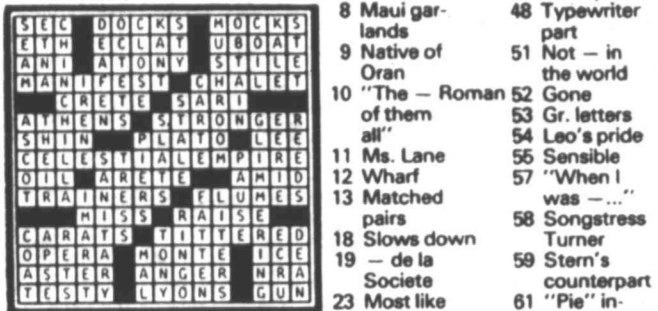 SEC DOCKS MOCKS
ETH ECLAT UBOAT
ANI ATONY STILE
MANIFEST CHALET
CRETE SARI
ATHENS STRONGER
SHIN PLATO LEE
CELESTIALEMPIRE
OIL ARETE AMID
TRAINERS FLUMES
MISS RAISE
CARATS TITTERED
OPERA MONTE ICE
ASTER ANGER NRA
TESTY LYONS GUN
8 Maui gar-
lands
9 Native of
Oran
10 "The — Roman
of them
all"
11 Ms. Lane
12 Wharf
13 Matched
pairs
18 Slows down
19 — de la
Societe
23 Most like
48 Typewriter
part
51 Not — in
the world
52 Gone
53 Gr. letters
54 Leo's pride
55 Sensible
57 "When I
was — ..."
58 Songstress
Turner
59 Stern's
counterpart
61 "Pie" in-